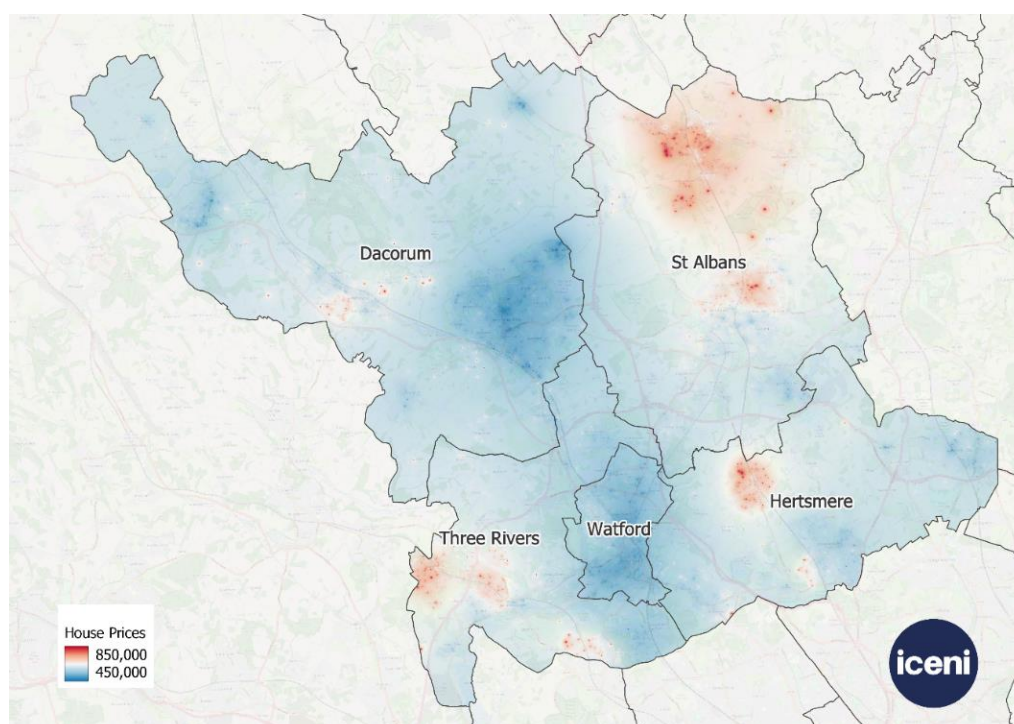 Dacorum
St Albans
Hertsmere
Three Rivers
Watford
House Prices
850,000
450,000
iceni